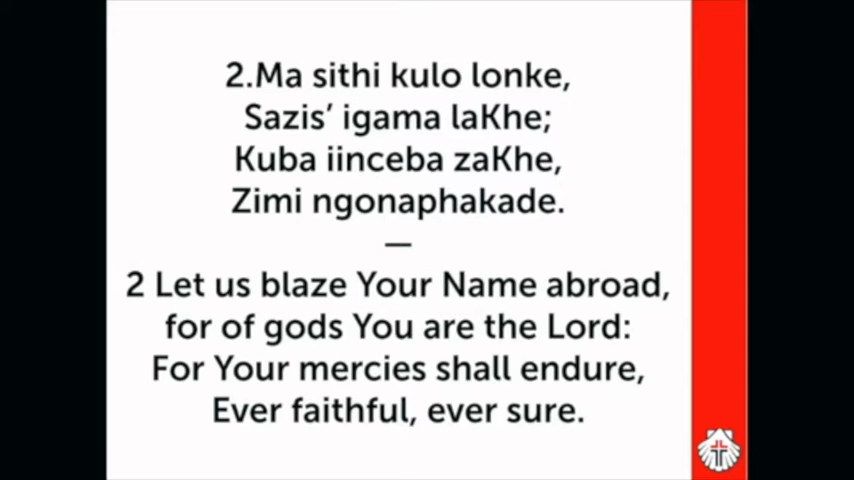 2.Ma sithi kulo lonke,
Sazis’ igama laKhe;
Kuba iinceba zaKhe,
Zimi ngonaphakade.
—
2 Let us blaze Your Name abroad,
for of gods You are the Lord:
For Your mercies shall endure,
Ever faithful, ever sure.